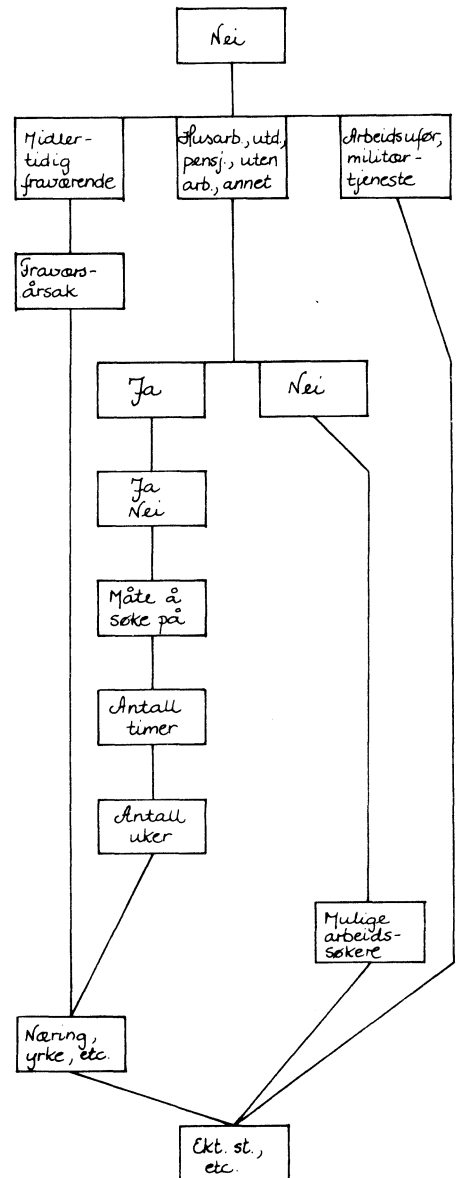 Nei
Midler-
tidig
fraværende
Husarb., utd.,
pensj., uten
arb., annet
Arbeidsufør,
militær-
tjeneste
Fraværs-
årsak
Ja
Nei
Ja
Nei
Måte å
søke på
Antall
timer
Antall
uker
Mulige
arbeids-
søkere
Næring,
yrke, etc.
Ekt. st.,
etc.